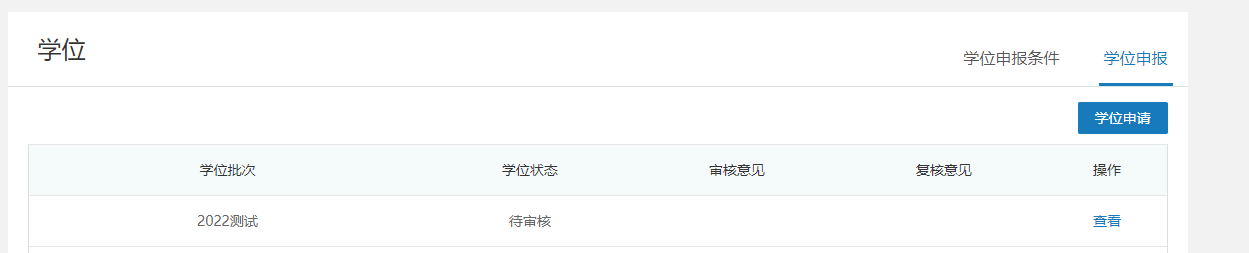 学位
学位申报条件 学位申报
学位申请
学位批次 学位状态 审核意见 复核意见 操作
2022测试 待审核 查看